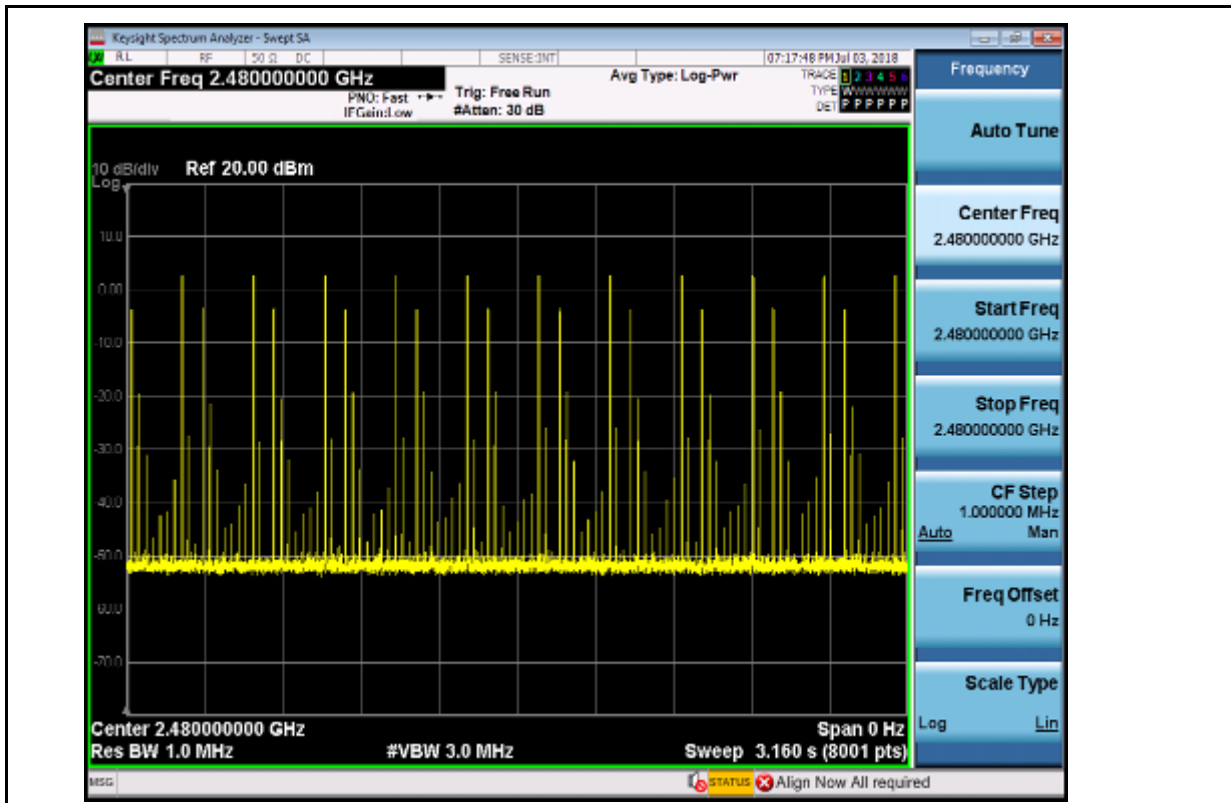 Keysight Spectrum Analyzer - Swept SA
RL RF 50 Ω DC SENSE:INT 07:17:48 PM Jul 03, 2018
Center Freq 2.480000000 GHz
PNO: Fast
IFGain:Low
Trig: Free Run
#Atten: 30 dB
Avg Type: Log-Pwr
TRACE 1 2 3 4 5 6
TYPE WWWWWW
DET P P P P P P
10 dB/div Ref 20.00 dBm
Log
10.0
0.00
-10.0
-20.0
-30.0
-40.0
-50.0
-60.0
-70.0
Center 2.480000000 GHz Span 0 Hz
Res BW 1.0 MHz #VBW 3.0 MHz Sweep 3.160 s (8001 pts)
MSG STATUS Align Now All required
Frequency
Auto Tune
Center Freq
2.480000000 GHz
Start Freq
2.480000000 GHz
Stop Freq
2.480000000 GHz
CF Step
1.000000 MHz
Auto Man
Freq Offset
0 Hz
Scale Type
Log Lin